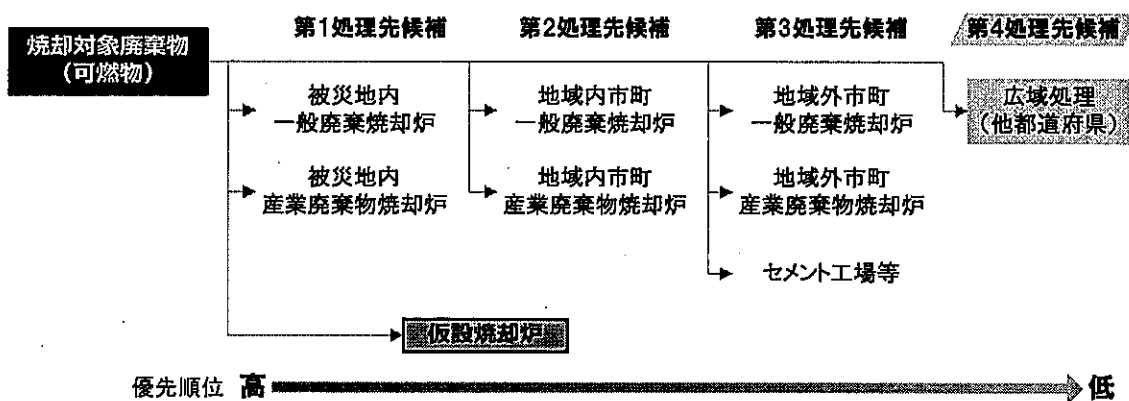 第1処理先候補
第2処理先候補
第3処理先候補
第4処理先候補
焼却対象廃棄物
(可燃物)
被災地内
一般廃棄焼却炉
地域内市町
一般廃棄焼却炉
地域外市町
一般廃棄焼却炉
広域処理
(他都道府県)
被災地内
産業廃棄物焼却炉
地域内市町
産業廃棄物焼却炉
地域外市町
産業廃棄物焼却炉
セメント工場等
仮設焼却炉
優先順位 高 低